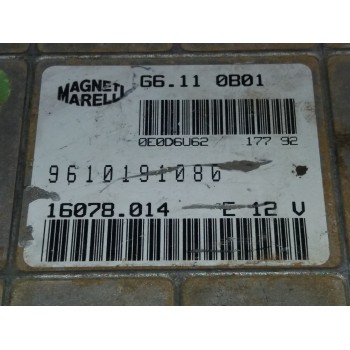 MAGNETI
MARELLI
G6.11 0B01
0E0D6U62 177 92
9610191080
16078.014 E 12 V